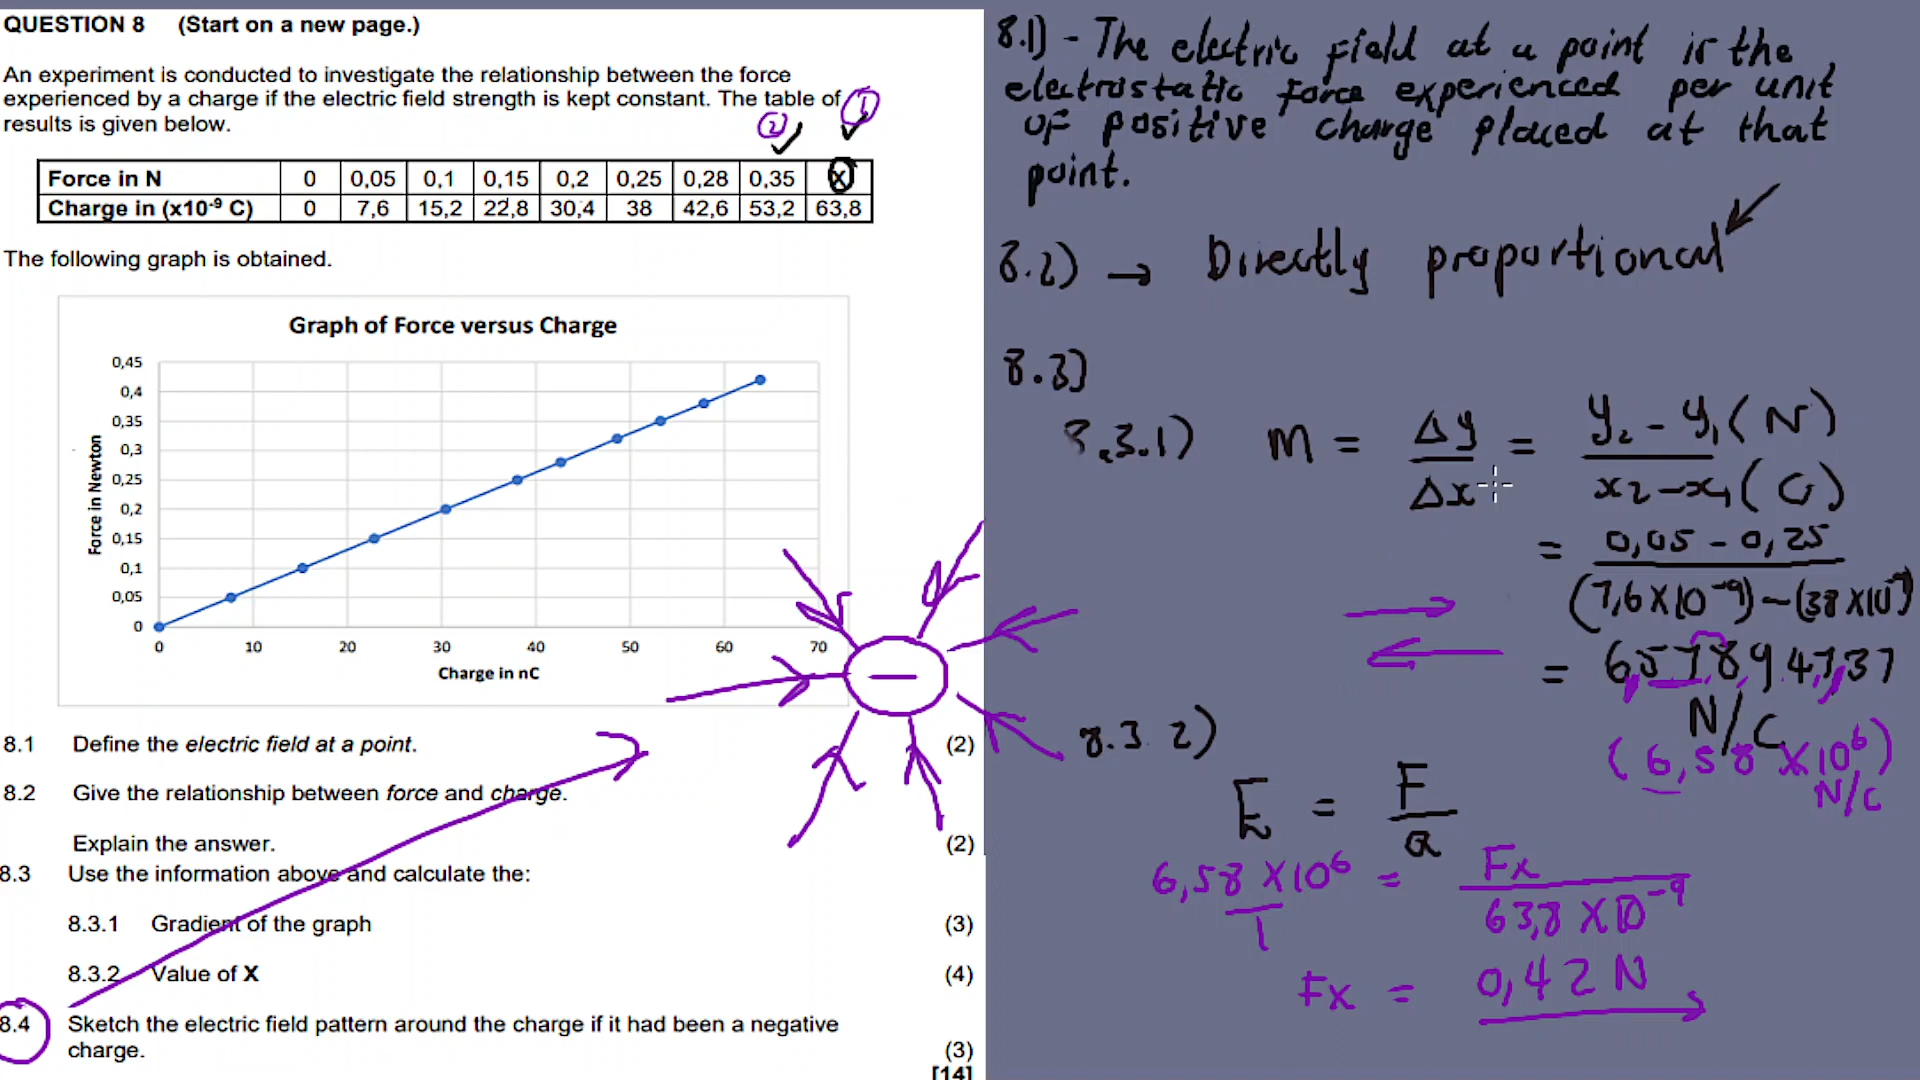 QUESTION 8 (Start on a new page.)
An experiment is conducted to investigate the relationship between the force
experienced by a charge if the electric field strength is kept constant. The table of
results is given below.
1
2
Force in N 0 0,05 0,1 0,15 0,2 0,25 0,28 0,35 X
Charge in (x10⁻⁹ C) 0 7,6 15,2 22,8 30,4 38 42,6 53,2 63,8
The following graph is obtained.
Graph of Force versus Charge
Force in Newton
0,45
0,4
0,35
0,3
0,25
0,2
0,15
0,1
0,05
0
0 10 20 30 40 50 60 70
Charge in nC
8.1 Define the electric field at a point. (2)
8.2 Give the relationship between force and charge.
Explain the answer. (2)
8.3 Use the information above and calculate the:
8.3.1 Gradient of the graph (3)
8.3.2 Value of X (4)
8.4 Sketch the electric field pattern around the charge if it had been a negative
charge. (3)
[14]
8.1) - The electric field at a point is the
electrostatic force experienced per unit
of positive charge placed at that
point.
8.2) → Directly proportional
8.3)
8.3.1) m = Δy/Δx = y₂ - y₁ (N) / x₂ - x₁ (C)
= 0,05 - 0,25 / (7,6 X 10⁻⁹) - (38 X 10⁻⁹)
= 6578947,37
N/C
(6,58 X 10⁶)
N/C
8.3.2)
E = F/Q
6,58 X 10⁶ / 1 = Fx / 63,8 X 10⁻⁹
Fx = 0,42 N